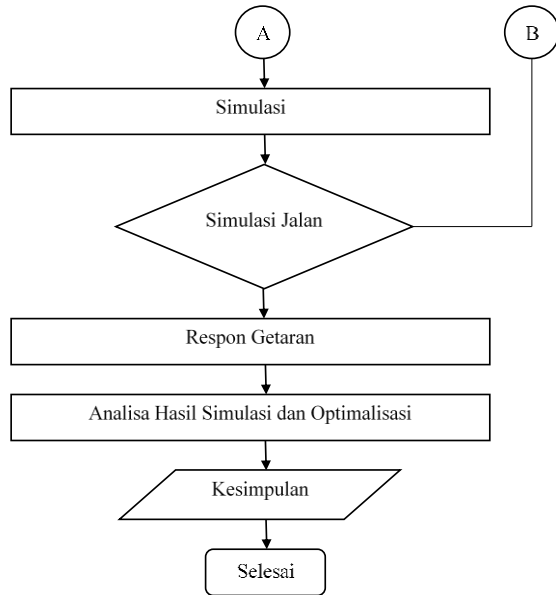 A
B
Simulasi
Simulasi Jalan
Respon Getaran
Analisa Hasil Simulasi dan Optimalisasi
Kesimpulan
Selesai